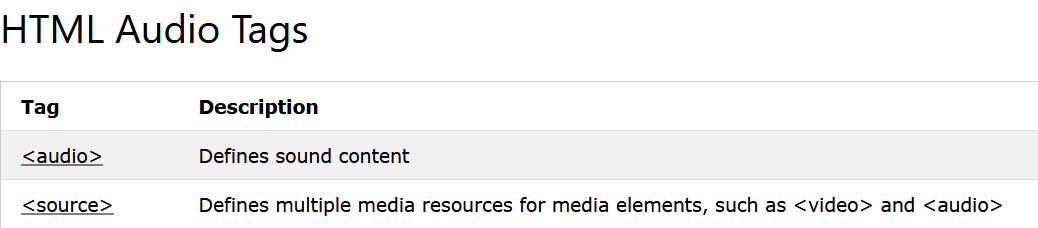 HTML Audio Tags
Tag Description
<audio> Defines sound content
<source> Defines multiple media resources for media elements, such as <video> and <audio>